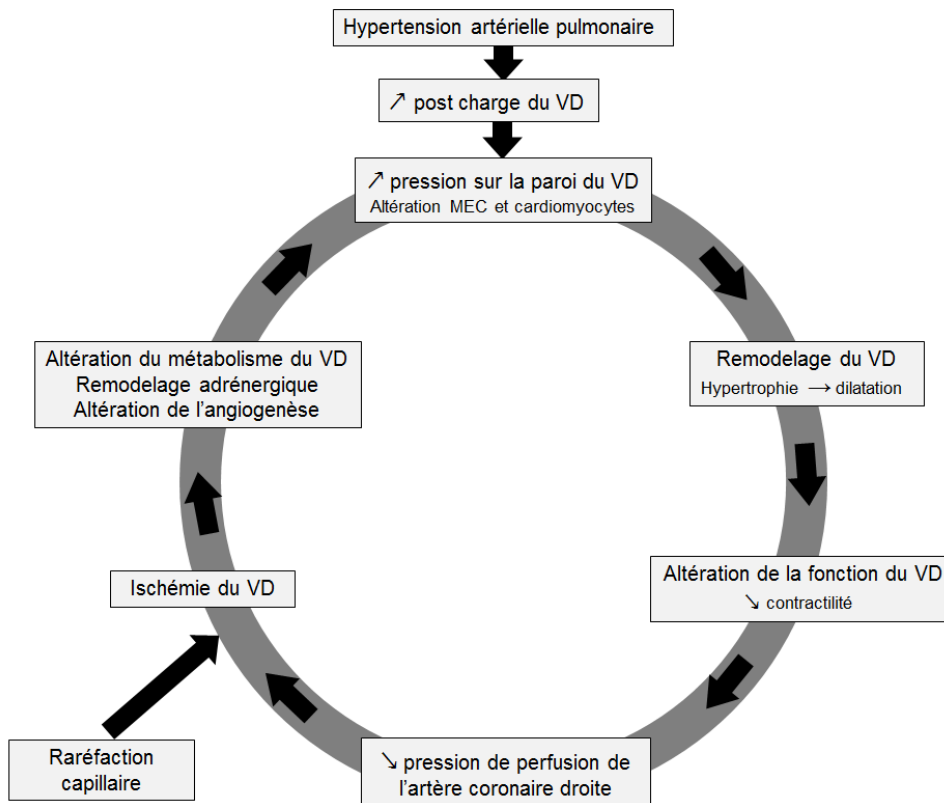 Hypertension artérielle pulmonaire
↗ post charge du VD
↗ pression sur la paroi du VD
Altération MEC et cardiomyocytes
Remodelage du VD
Hypertrophie → dilatation
Altération de la fonction du VD
↘ contractilité
↘ pression de perfusion de
l'artère coronaire droite
Raréfaction
capillaire
Ischémie du VD
Altération du métabolisme du VD
Remodelage adrénergique
Altération de l'angiogenèse